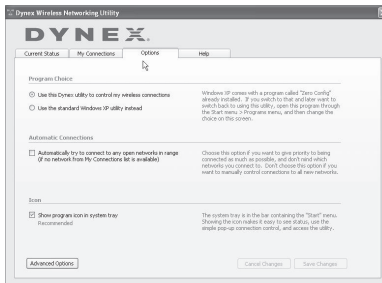 Dynex Wireless Networking Utility
DYNEX
Current Status
My Connections
Options
Help
Program Choice
Use this Dynex utility to control my wireless connections
Use the standard Windows XP utility instead
Windows XP comes with a program called "Zero Config"
already installed. If you switch to that and later want to
switch back to using this utility, open this program through
the Start menu > Programs menu, and then change the
choice on this screen.
Automatic Connections
Automatically try to connect to any open networks in range
(if no network from My Connections list is available)
Choose this option if you want to give priority to being
connected as much as possible, and don't mind which
networks you connect to. Don't choose this option if you
want to manually control connections to all new networks.
Icon
Show program icon in system tray
Recommended
The system tray is in the bar containing the "Start" menu.
Showing the icon makes it easy to see status, use the
simple pop-up connection control, and access the utility.
Advanced Options
Cancel Changes
Save Changes